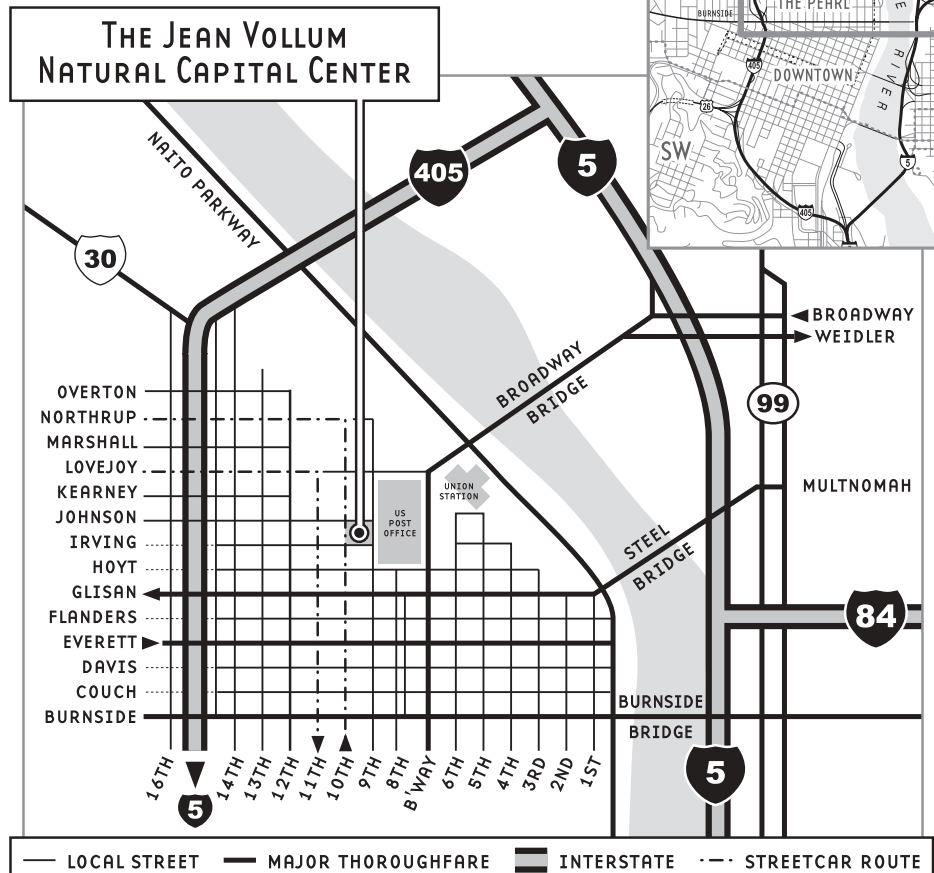 THE JEAN VOLLUM
NATURAL CAPITAL CENTER
BURNSIDE
THE PEARL
405
DOWNTOWN
26
RIVER
SW
5
405
NAITO PARKWAY
405
5
30
BROADWAY
WEIDLER
BROADWAY
BRIDGE
99
OVERTON
NORTHRUP
MARSHALL
LOVEJOY
KEARNEY
JOHNSON
IRVING
HOYT
GLISAN
FLANDERS
EVERETT
DAVIS
COUCH
BURNSIDE
UNION
STATION
US
POST
OFFICE
MULTNOMAH
STEEL
BRIDGE
84
BURNSIDE
BRIDGE
16TH
5
14TH
13TH
12TH
11TH
10TH
9TH
8TH
B'WAY
6TH
5TH
4TH
3RD
2ND
1ST
5
LOCAL STREET
MAJOR THOROUGHFARE
INTERSTATE
STREETCAR ROUTE